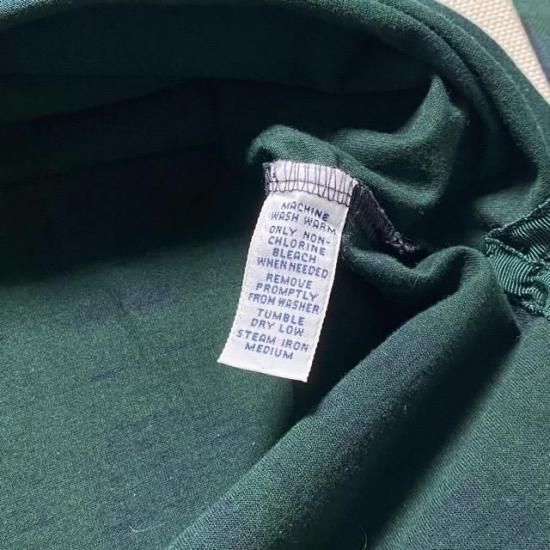 MACHINE
WASH WARM
ONLY NON-
CHLORINE
BLEACH
WHEN NEEDED
REMOVE
PROMPTLY
FROM WASHER
TUMBLE
DRY LOW
STEAM IRON
MEDIUM